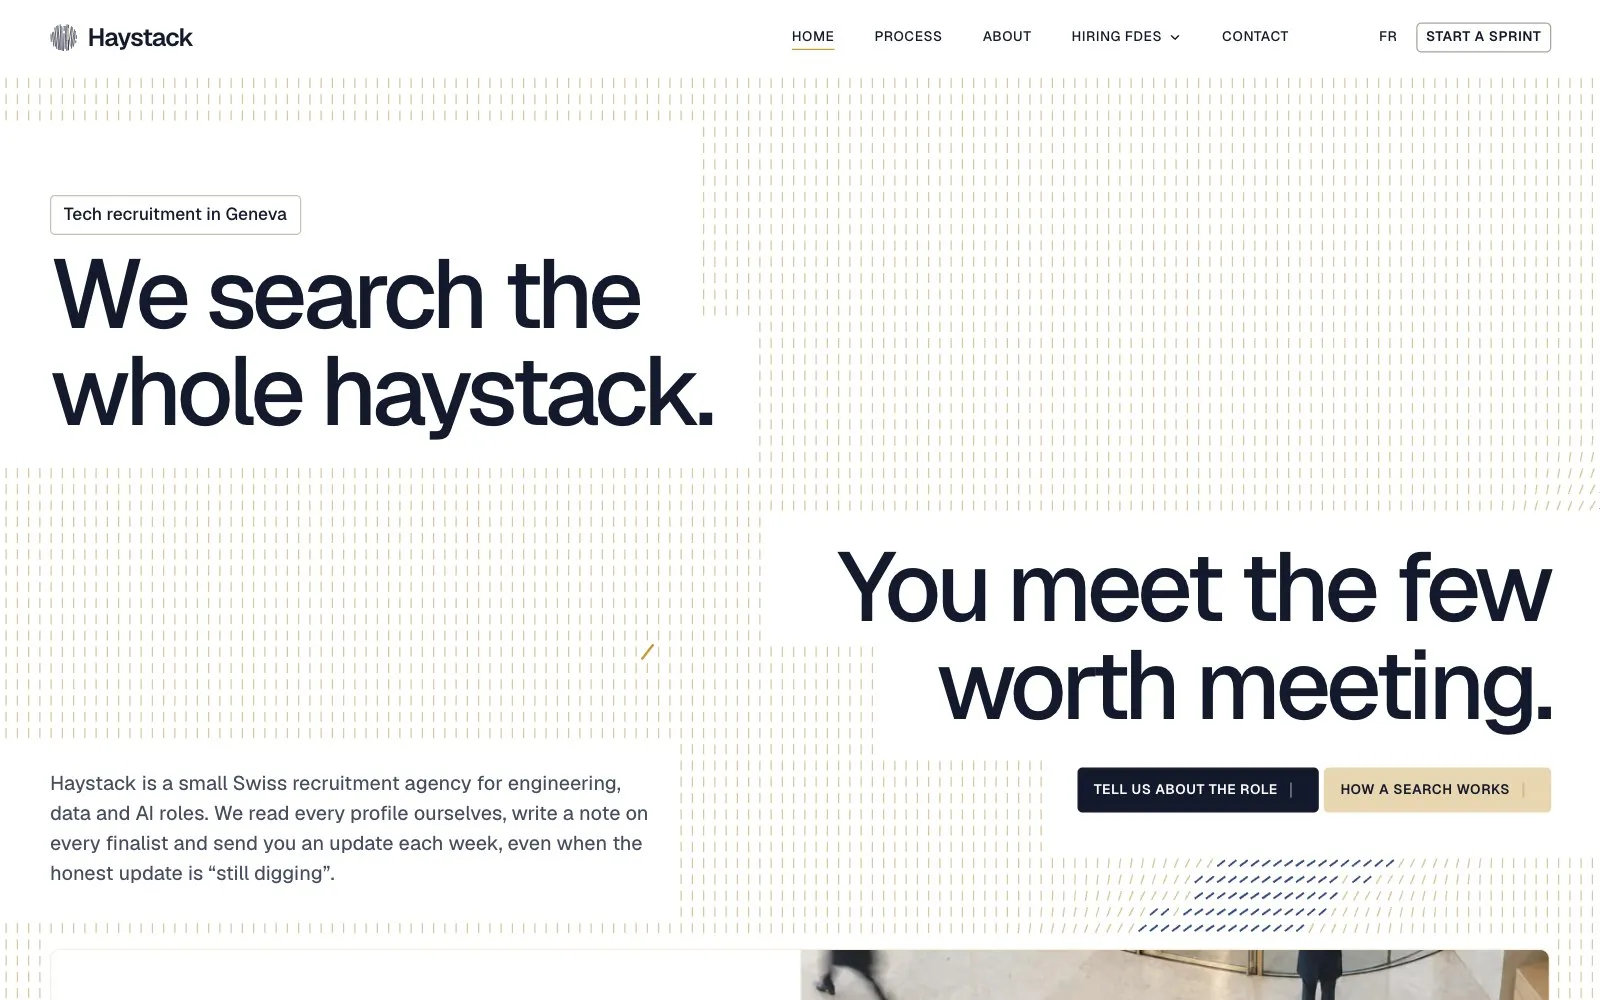 Haystack
HOME
PROCESS
ABOUT
HIRING FDES
CONTACT
FR
START A SPRINT
Tech recruitment in Geneva
We search the
whole haystack.
You meet the few
worth meeting.
Haystack is a small Swiss recruitment agency for engineering,
data and AI roles. We read every profile ourselves, write a note on
every finalist and send you an update each week, even when the
honest update is “still digging”.
TELL US ABOUT THE ROLE
HOW A SEARCH WORKS